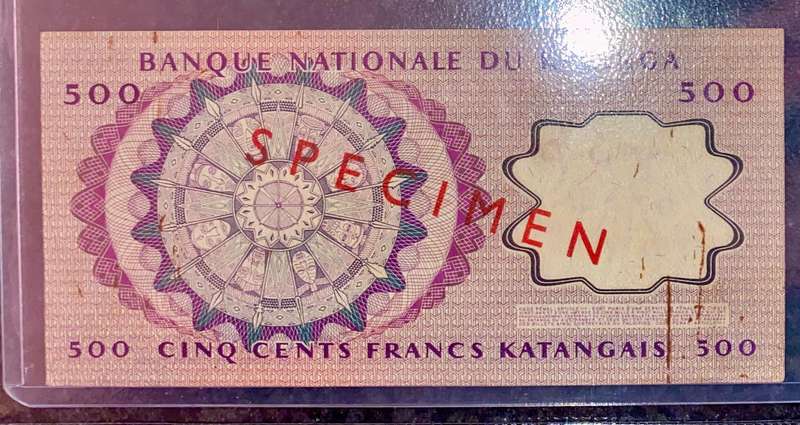 BANQUE NATIONALE DU
500 500
SPECIMEN
500 CINQ CENTS FRANCS KATANGAIS 500